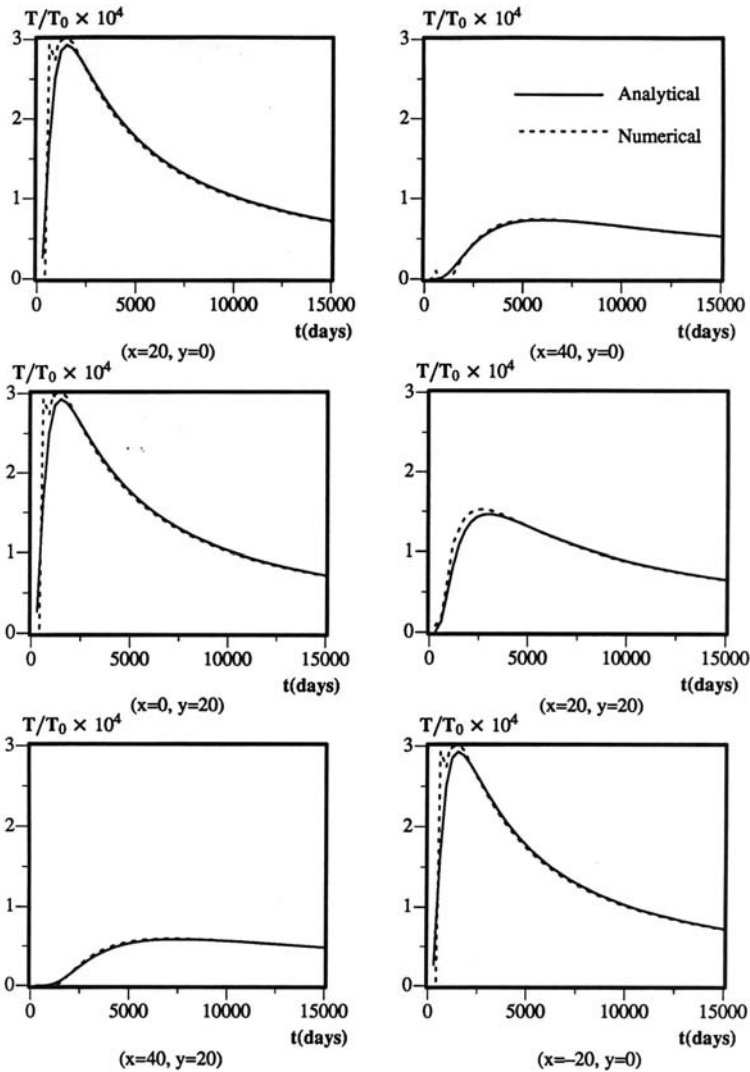 T/T₀ × 10⁴
3
2
1
0
0 5000 10000 15000
t(days)
(x=20, y=0)
T/T₀ × 10⁴
3
2
1
0
Analytical
Numerical
0 5000 10000 15000
t(days)
(x=40, y=0)
T/T₀ × 10⁴
3
2
1
0
0 5000 10000 15000
t(days)
(x=0, y=20)
T/T₀ × 10⁴
3
2
1
0
0 5000 10000 15000
t(days)
(x=20, y=20)
T/T₀ × 10⁴
3
2
1
0
0 5000 10000 15000
t(days)
(x=40, y=20)
T/T₀ × 10⁴
3
2
1
0
0 5000 10000 15000
t(days)
(x=–20, y=0)